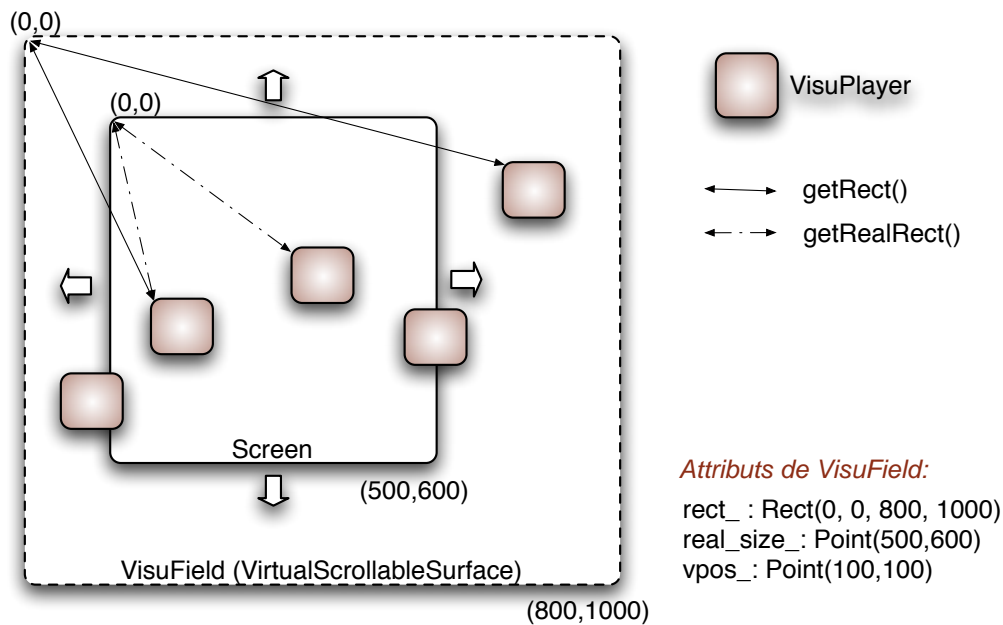 (0,0)
(0,0)
VisuPlayer
getRect()
getRealRect()
Screen
(500,600)
VisuField (VirtualScrollableSurface)
(800,1000)
Attributs de VisuField:
rect_ : Rect(0, 0, 800, 1000)
real_size_: Point(500,600)
vpos_: Point(100,100)